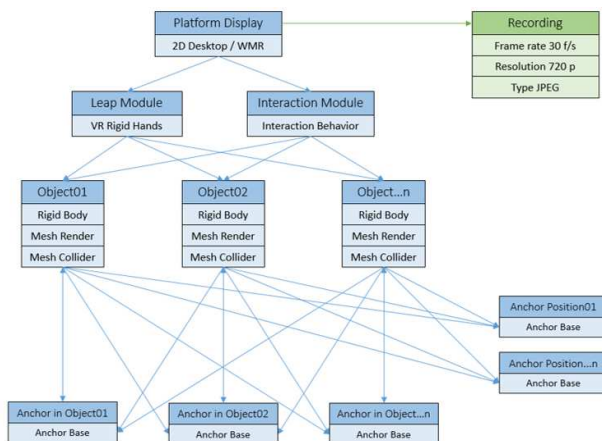 Platform Display
2D Desktop / WMR
Recording
Frame rate 30 f/s
Resolution 720 p
Type JPEG
Leap Module
VR Rigid Hands
Interaction Module
Interaction Behavior
Object01
Rigid Body
Mesh Render
Mesh Collider
Object02
Rigid Body
Mesh Render
Mesh Collider
Object...n
Rigid Body
Mesh Render
Mesh Collider
Anchor Position01
Anchor Base
Anchor Position...n
Anchor Base
Anchor in Object01
Anchor Base
Anchor in Object02
Anchor Base
Anchor in Object...n
Anchor Base